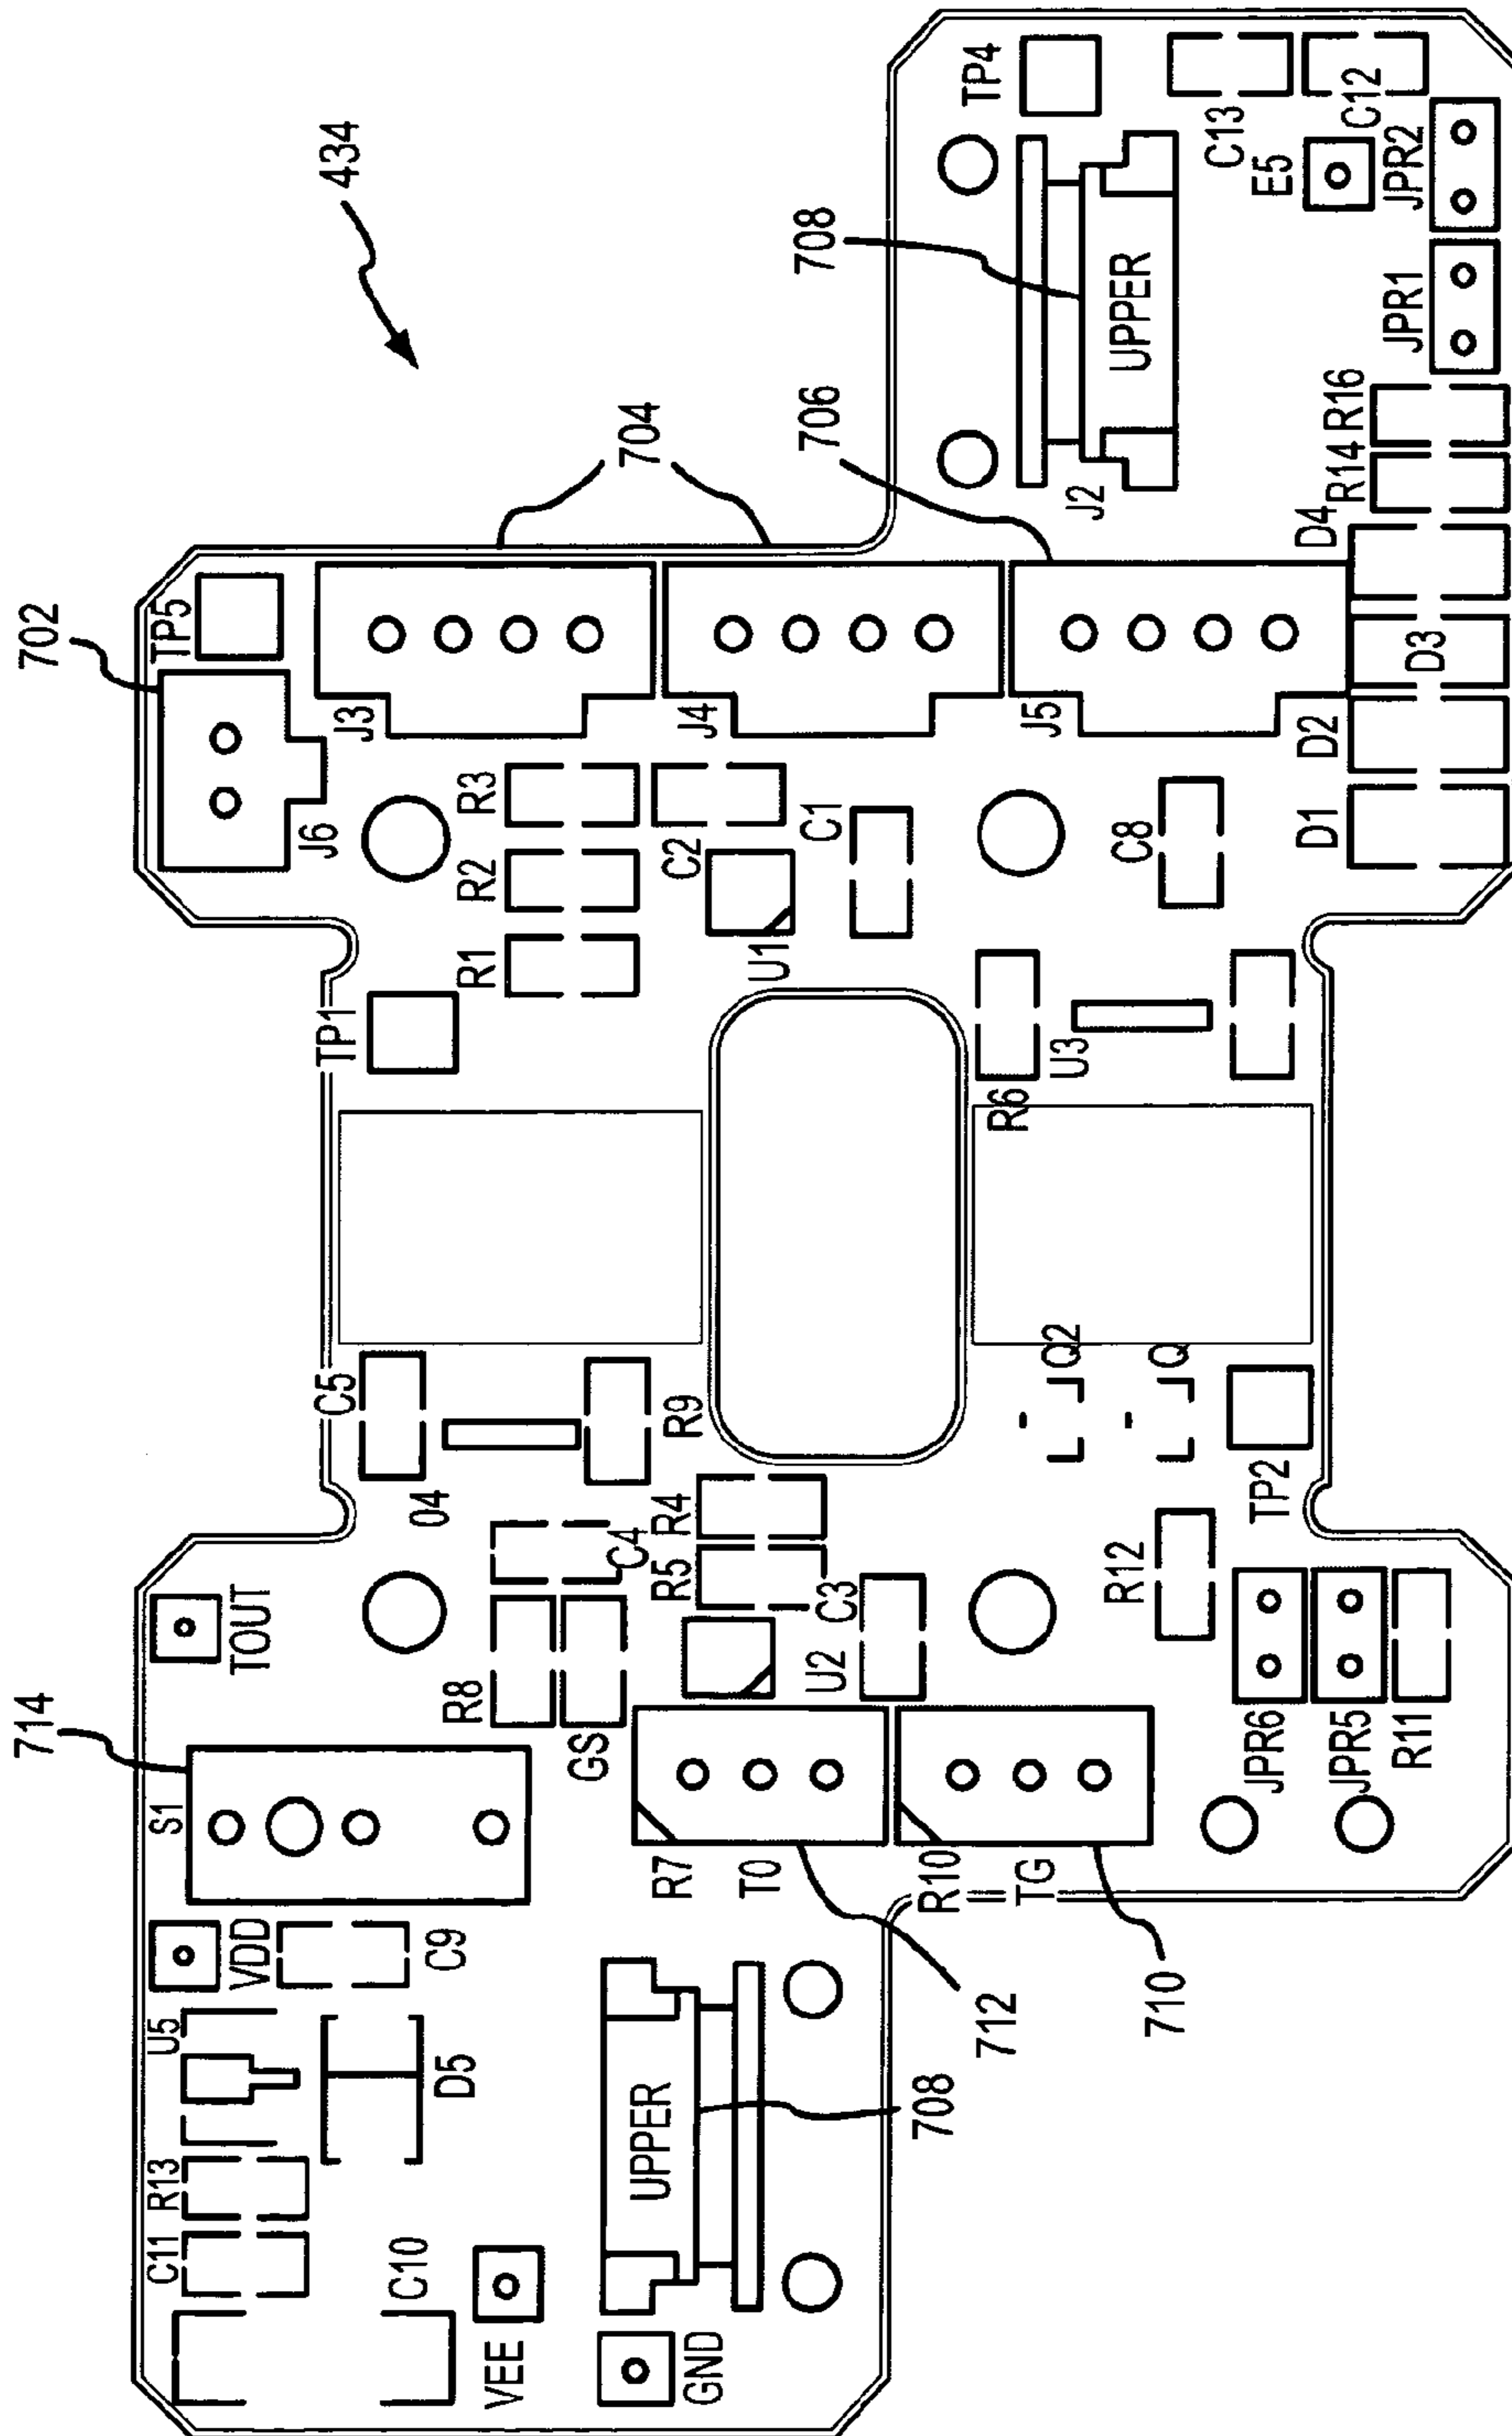 434
702
704
706
708
TP4
C13
C12
E5
JPR2
JPR1
UPPER
J2
R16
R14
D4
D3
D2
D1
TP5
J6
J3
J4
J5
R3
R2
R1
C2
C1
U1
C8
TP1
R6
U3
C5
04
R9
Q2
Q
TP2
R4
R5
C4
C3
U2
R12
TOUT
R8
GS
714
S1
R7
TO
R10
TG
JPR6
JPR5
R11
712
710
VDD
C9
U5
D5
R13
C11
C10
UPPER
708
VEE
GND